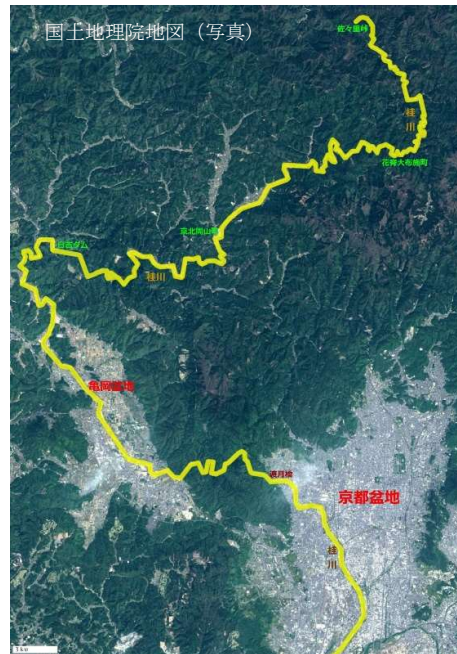 国土地理院地図（写真）
佐々里峠
桂川
花脊大布施町
京北周山町
日吉ダム
桂川
亀岡盆地
渡月橋
京都盆地
桂川